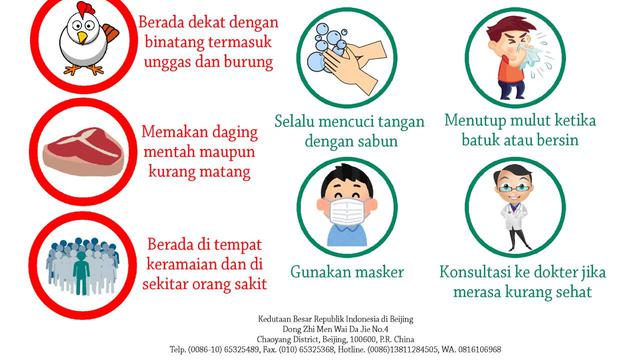 Berada dekat dengan
binatang termasuk
unggas dan burung
Memakan daging
mentah maupun
kurang matang
Berada di tempat
keramaian dan di
sekitar orang sakit
Selalu mencuci tangan
dengan sabun
Menutup mulut ketika
batuk atau bersin
Gunakan masker
Konsultasi ke dokter jika
merasa kurang sehat
Kedutaan Besar Republik Indonesia di Beijing
Dong Zhi Men Wai Da Jie No.4
Chaoyang District, Beijing, 100600, P.R. China
Telp. (0086-10) 65325489, Fax. (010) 65325368, Hotline. (0086)13811284505, WA. 0816106968